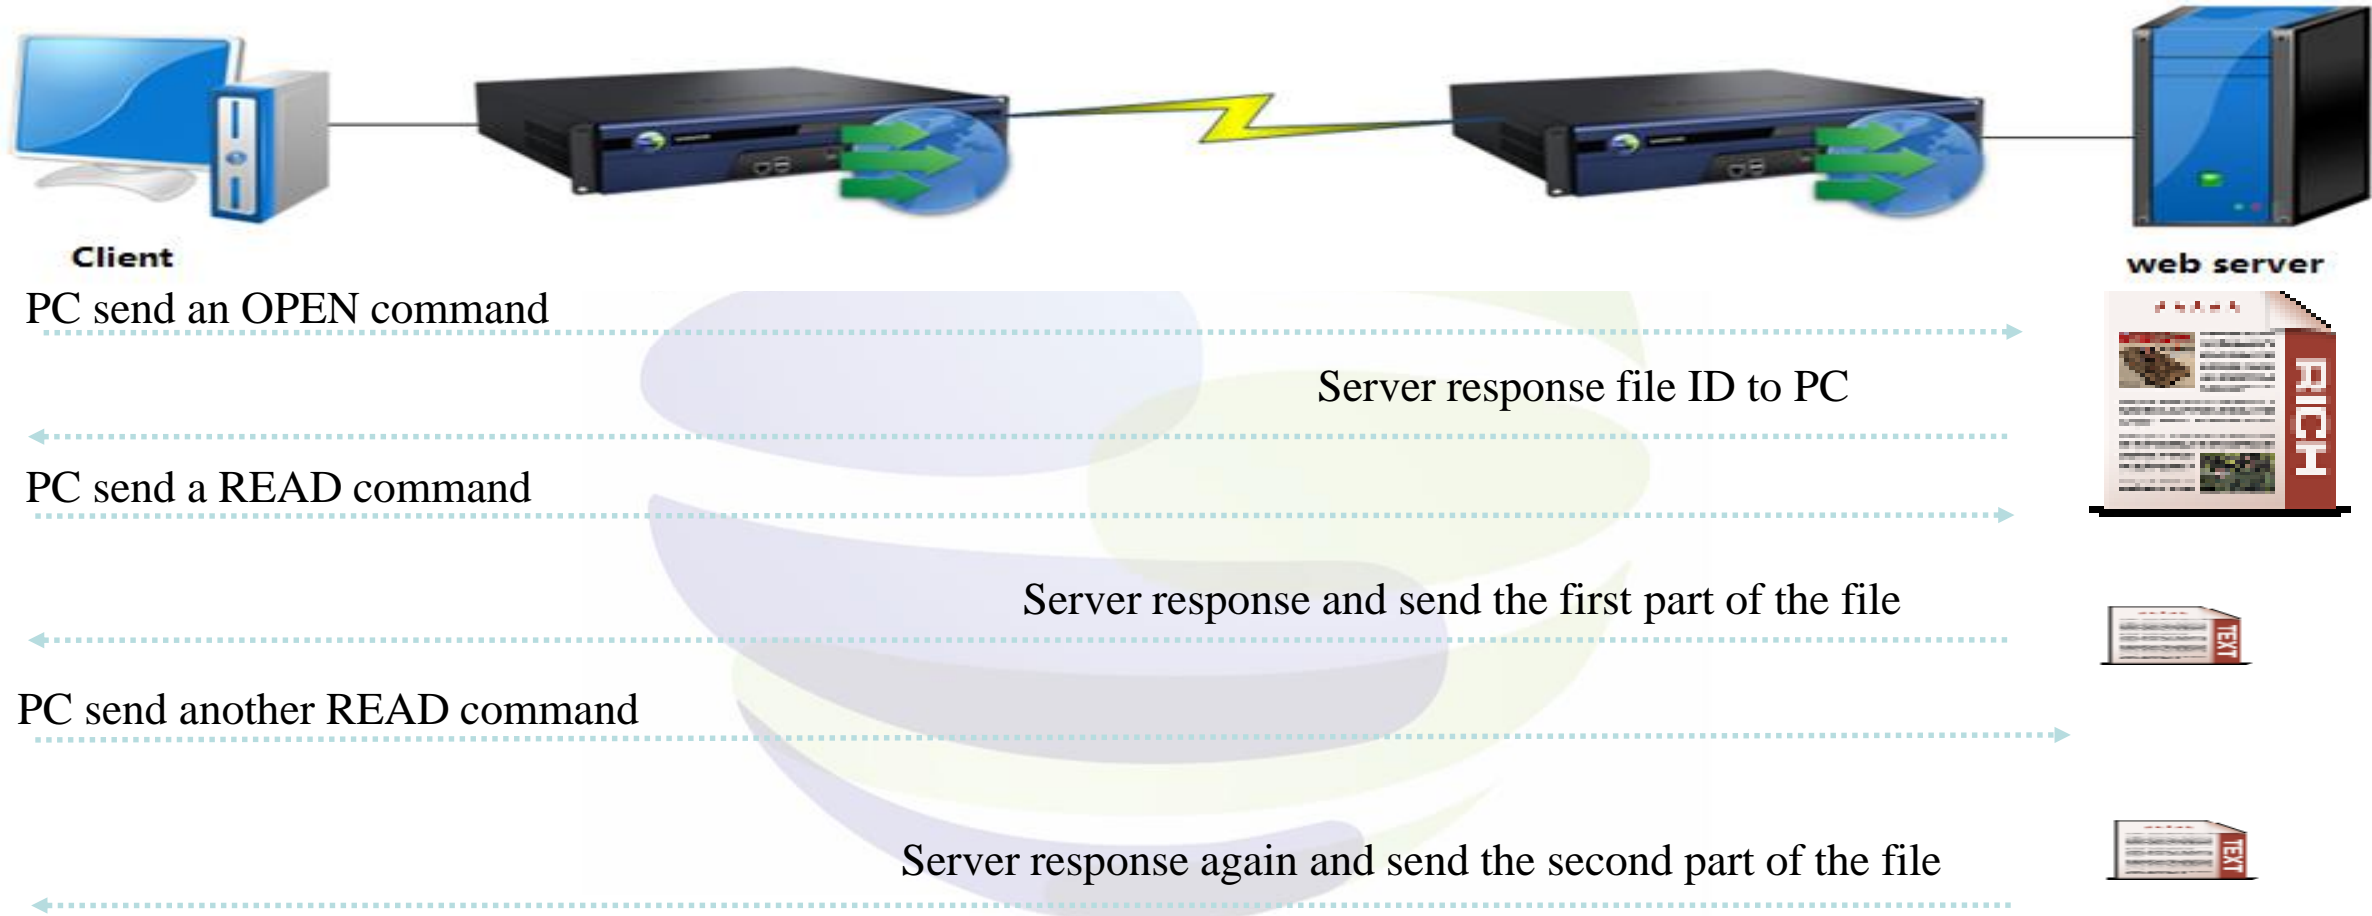 Client
web server
PC send an OPEN command
Server response file ID to PC
RICH
PC send a READ command
Server response and send the first part of the file
TEXT
PC send another READ command
Server response again and send the second part of the file
TEXT